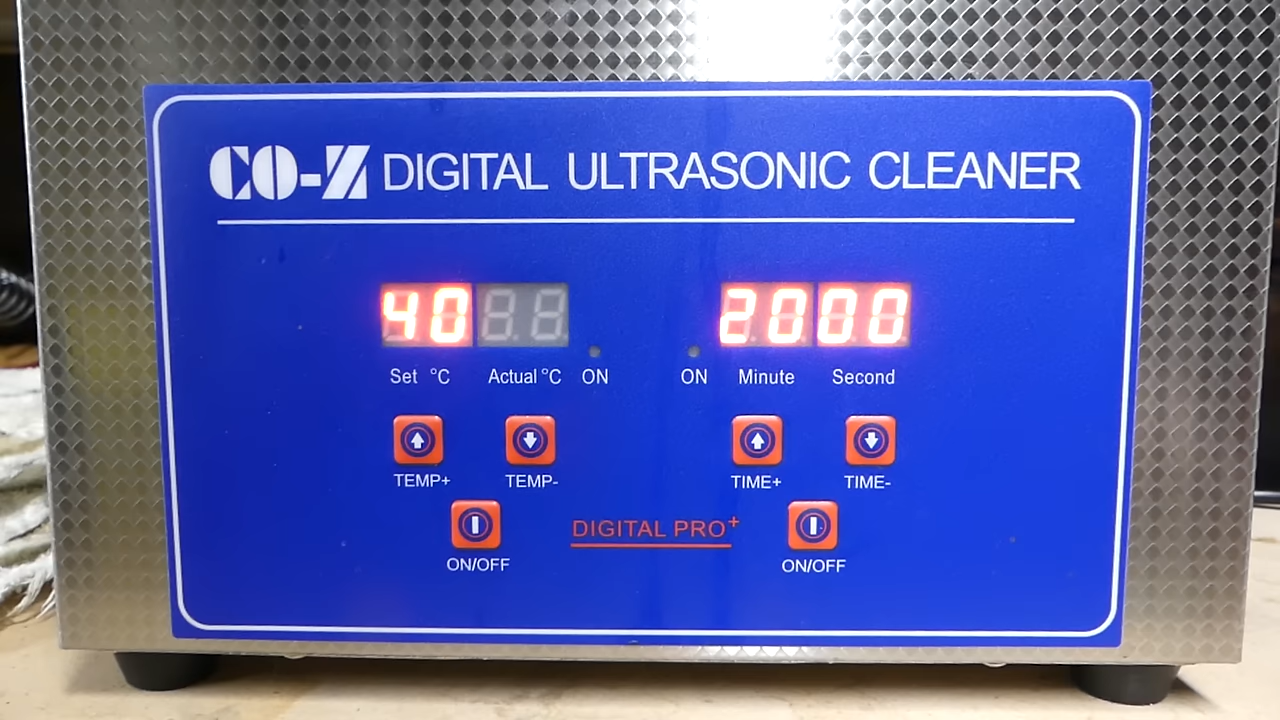 CO-Z DIGITAL ULTRASONIC CLEANER
40 2000
Set °C Actual °C ON ON Minute Second
TEMP+ TEMP- TIME+ TIME-
DIGITAL PRO+
ON/OFF ON/OFF